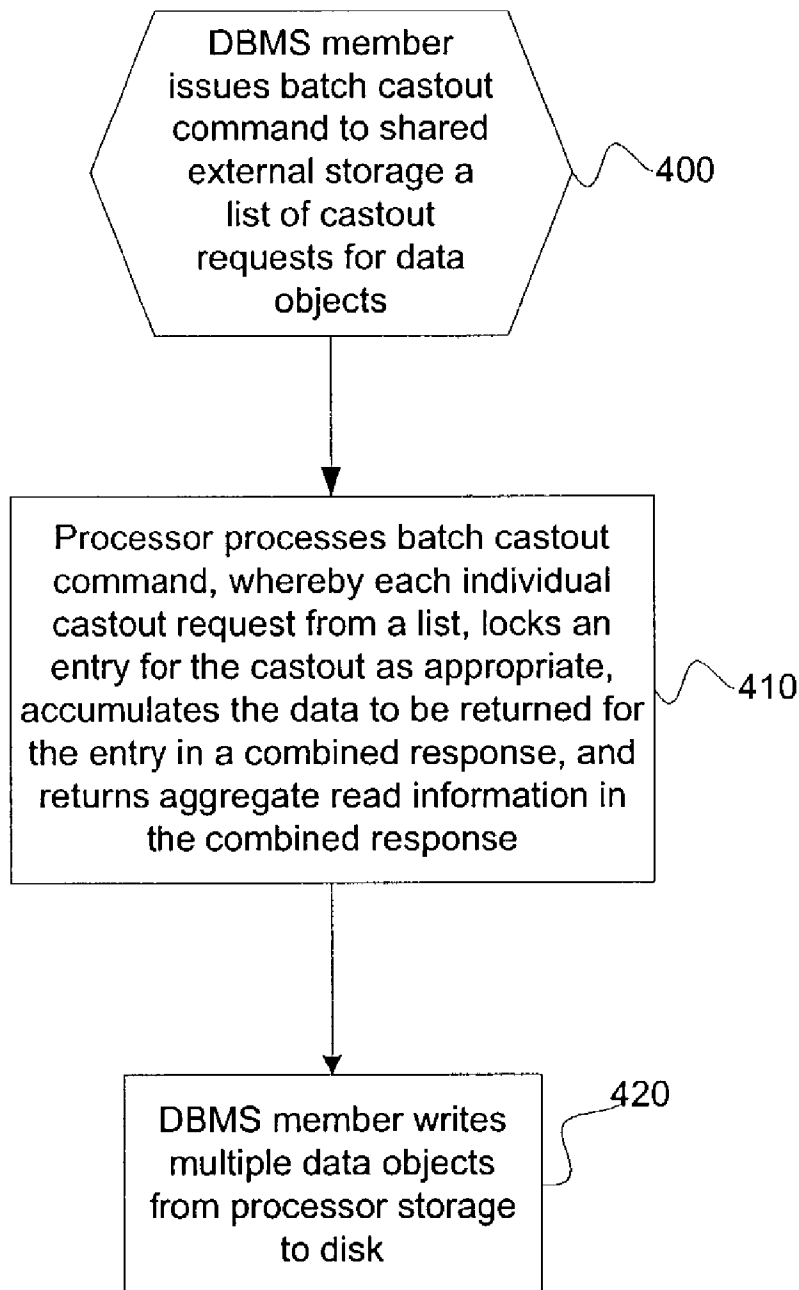 DBMS member
issues batch castout
command to shared
external storage a
list of castout
requests for data
objects
400
Processor processes batch castout
command, whereby each individual
castout request from a list, locks an
entry for the castout as appropriate,
accumulates the data to be returned for
the entry in a combined response, and
returns aggregate read information in
the combined response
410
DBMS member writes
multiple data objects
from processor storage
to disk
420